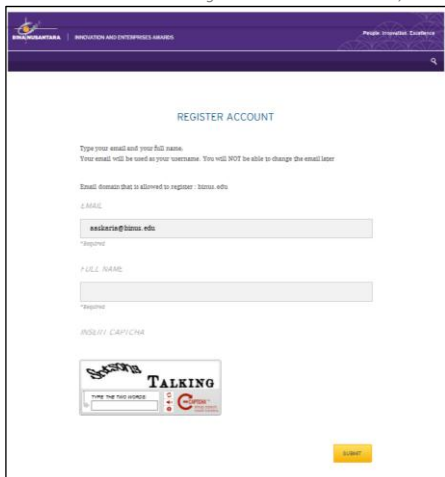 BINA NUSANTARA | INNOVATION AND ENTERPRISES AWARDS
People Innovation Excellence
REGISTER ACCOUNT
Type your email and your full name.
Your email will be used as your username. You will NOT be able to change the email later
Email domain that is allowed to register : binus.edu
EMAIL
aszkaria@binus.edu
*Required
FULL NAME
*Required
INSERT CAPTCHA
TALKING
TYPE THE TWO WORDS:
SUBMIT